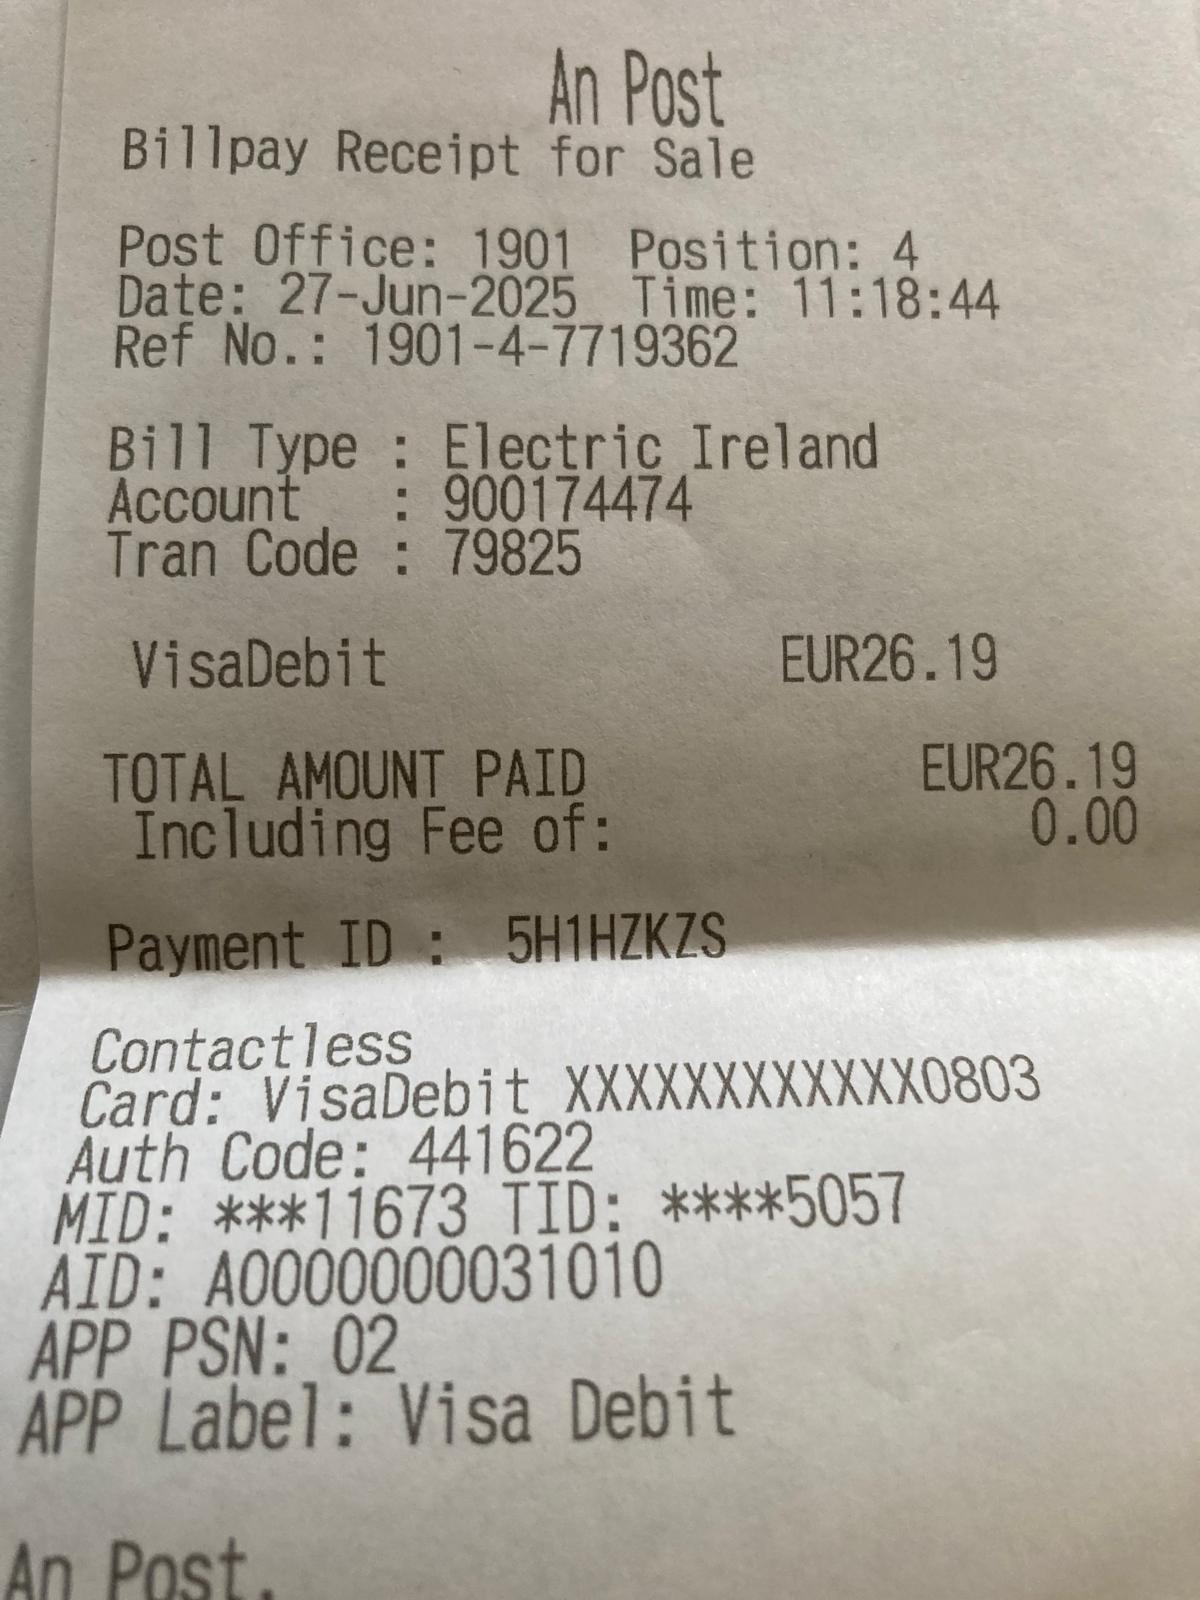 An Post
Billpay Receipt for Sale
Post Office: 1901 Position: 4
Date: 27-Jun-2025 Time: 11:18:44
Ref No.: 1901-4-7719362
Bill Type : Electric Ireland
Account : 900174474
Tran Code : 79825
VisaDebit EUR26.19
TOTAL AMOUNT PAID EUR26.19
Including Fee of: 0.00
Payment ID : 5H1HZKZS
Contactless
Card: VisaDebit XXXXXXXXXXXX0803
Auth Code: 441622
MID: ***11673 TID: ****5057
AID: A0000000031010
APP PSN: 02
APP Label: Visa Debit
An Post.